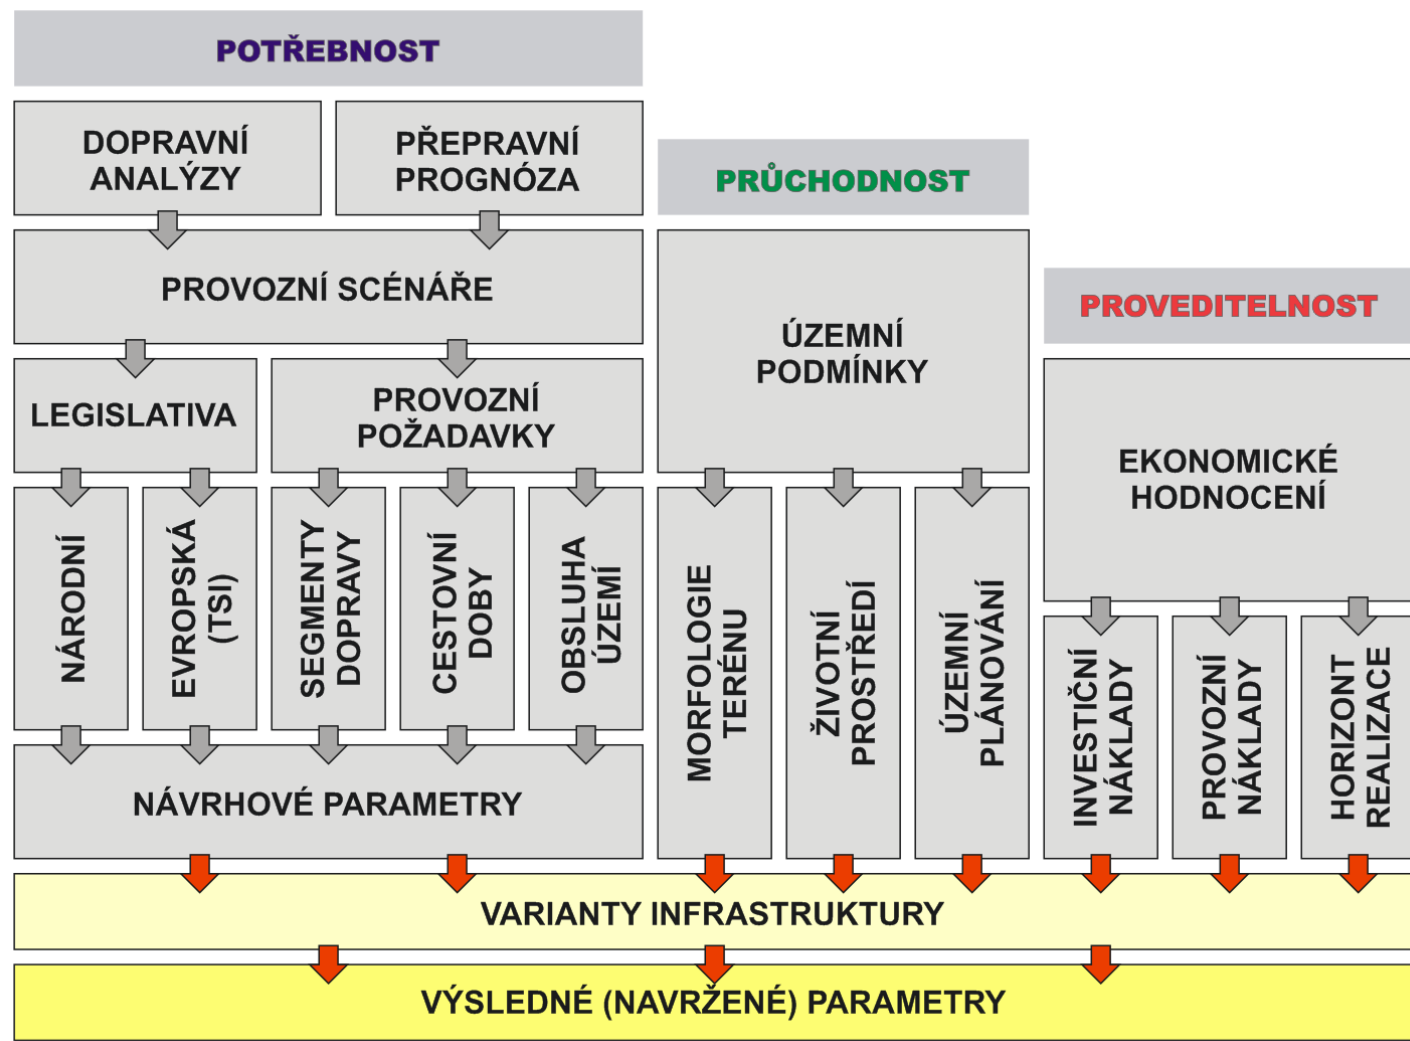 POTŘEBNOST
DOPRAVNÍ
ANALÝZY
PŘEPRAVNÍ
PROGNÓZA
PROVOZNÍ SCÉNÁŘE
LEGISLATIVA
PROVOZNÍ
POŽADAVKY
NÁRODNÍ
EVROPSKÁ
(TSI)
SEGMENTY
DOPRAVY
CESTOVNÍ
DOBY
OBSLUHA
ÚZEMÍ
NÁVRHOVÉ PARAMETRY
PRŮCHODNOST
ÚZEMNÍ
PODMÍNKY
MORFOLOGIE
TERÉNU
ŽIVOTNÍ
PROSTŘEDÍ
ÚZEMNÍ
PLÁNOVÁNÍ
PROVEDITELNOST
EKONOMICKÉ
HODNOCENÍ
INVESTIČNÍ
NÁKLADY
PROVOZNÍ
NÁKLADY
HORIZONT
REALIZACE
VARIANTY INFRASTRUKTURY
VÝSLEDNÉ (NAVRŽENÉ) PARAMETRY